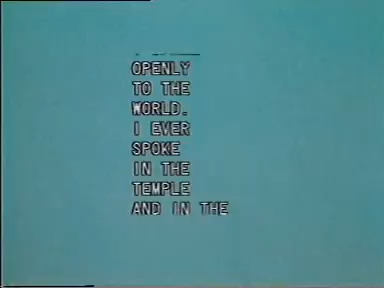 OPENLY
TO THE
WORLD.
I EVER
SPOKE
IN THE
TEMPLE
AND IN THE